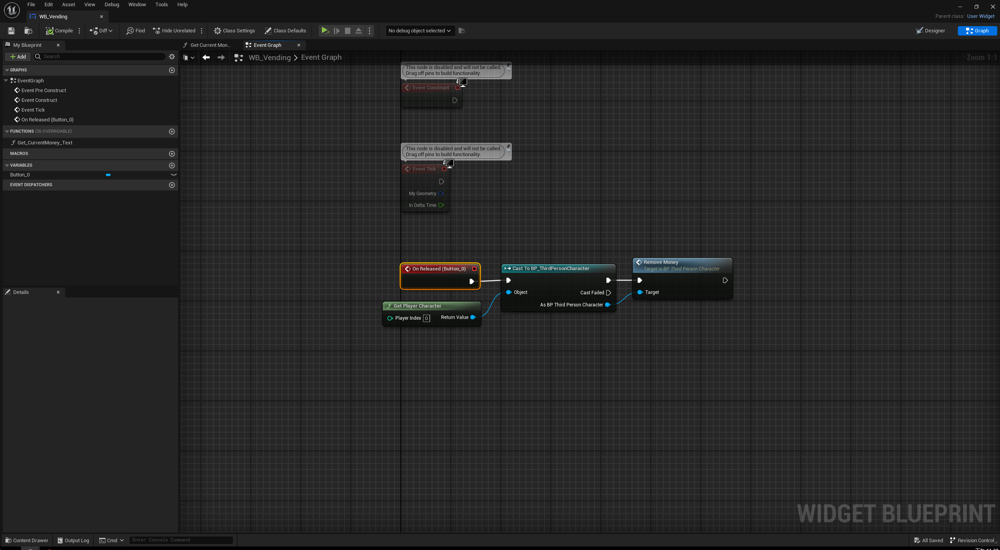 File Edit Asset View Debug Window Tools Help
WB_Vending
Parent class: User Widget
Compile Diff Find Hide Unrelated Class Settings Class Defaults No debug object selected Designer Graph
My Blueprint
Get Current Mon...
Event Graph
Add
Search
WB_Vending > Event Graph
Zoom 1:1
GRAPHS
EventGraph
Event Pre Construct
Event Construct
Event Tick
On Released (Button_0)
FUNCTIONS (36 OVERRIDABLE)
Get_CurrentMoney_Text
MACROS
VARIABLES
Button_0
EVENT DISPATCHERS
Details
This node is disabled and will not be called.
Drag off pins to build functionality.
Event Construct
This node is disabled and will not be called.
Drag off pins to build functionality.
Event Tick
My Geometry
In Delta Time
On Released (Button_0)
Get Player Character
Player Index 0 Return Value
Cast To BP_ThirdPersonCharacter
Object
Cast Failed
As BP Third Person Character
Remove Money
Target is BP Third Person Character
Target
WIDGET BLUEPRINT
Content Drawer Output Log Cmd Enter Console Command All Saved Revision Control